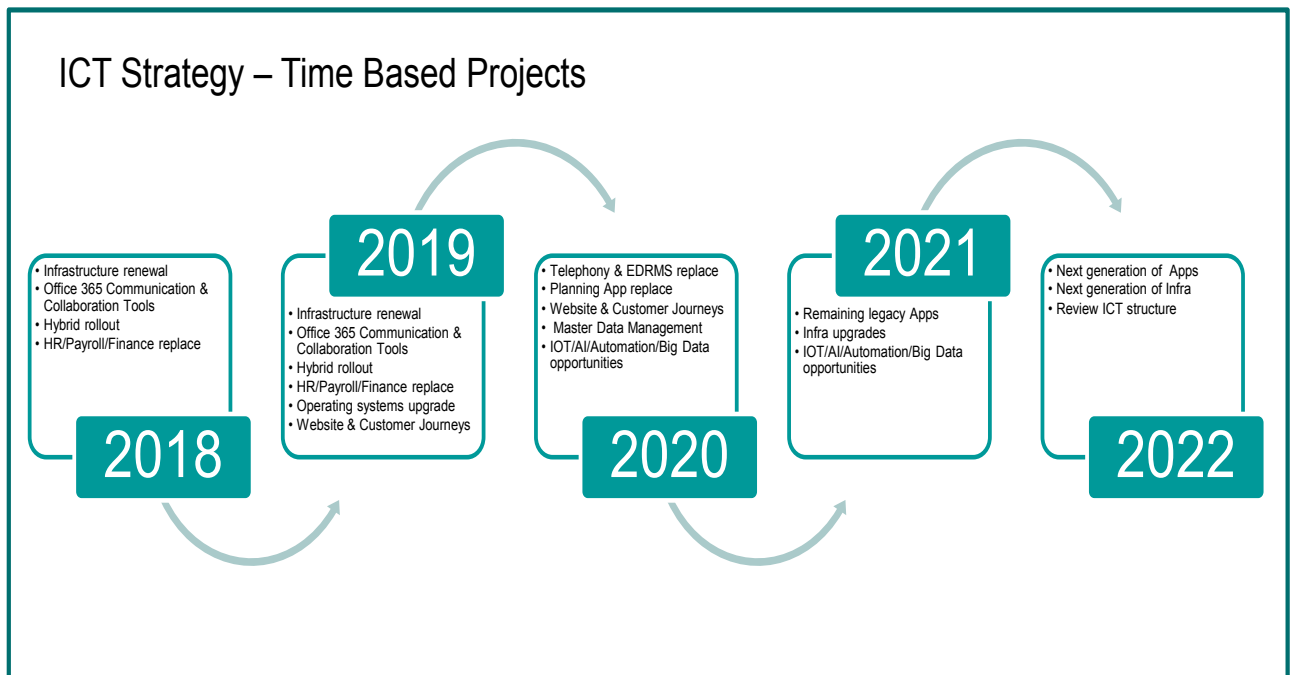 ICT Strategy – Time Based Projects
• Infrastructure renewal
• Office 365 Communication &
Collaboration Tools
• Hybrid rollout
• HR/Payroll/Finance replace
2018
2019
• Infrastructure renewal
• Office 365 Communication &
Collaboration Tools
• Hybrid rollout
• HR/Payroll/Finance replace
• Operating systems upgrade
• Website & Customer Journeys
• Telephony & EDRMS replace
• Planning App replace
• Website & Customer Journeys
• Master Data Management
• IOT/AI/Automation/Big Data
opportunities
2020
2021
• Remaining legacy Apps
• Infra upgrades
• IOT/AI/Automation/Big Data
opportunities
• Next generation of Apps
• Next generation of Infra
• Review ICT structure
2022